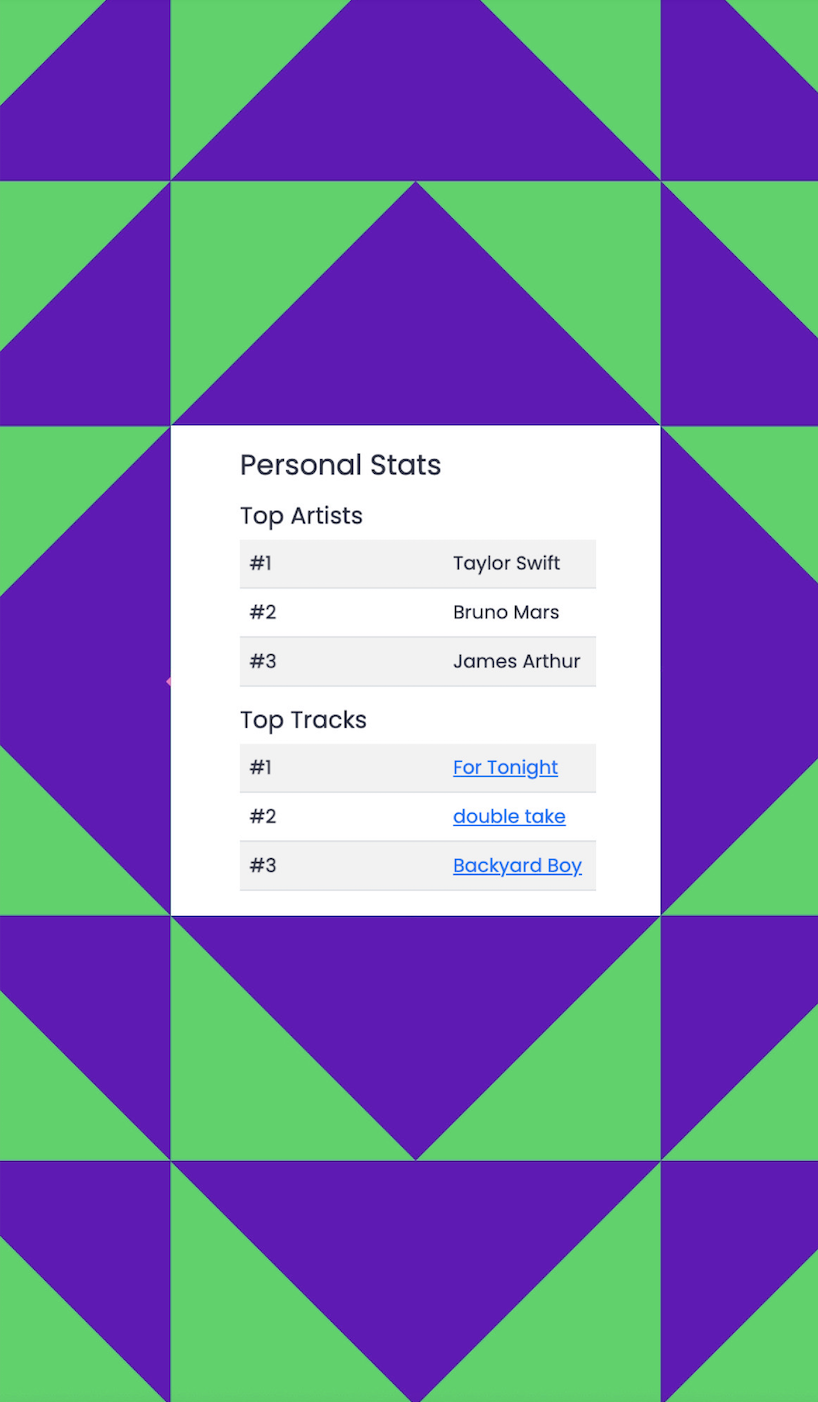 Personal Stats
Top Artists
#1 Taylor Swift
#2 Bruno Mars
#3 James Arthur
Top Tracks
#1 For Tonight
#2 double take
#3 Backyard Boy